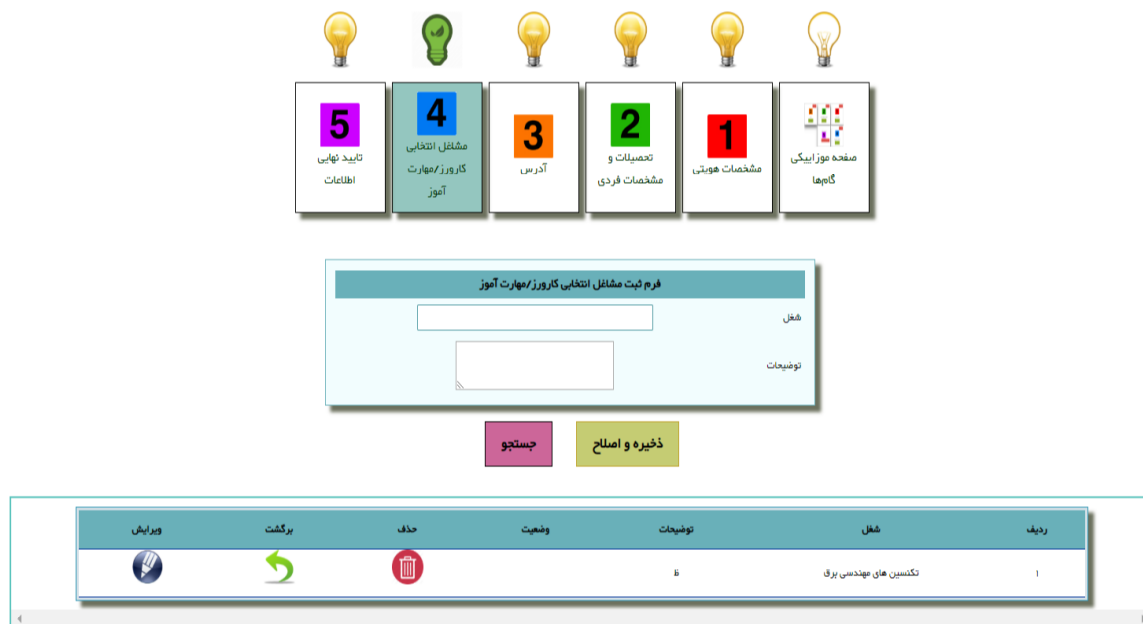 صفحه موزاییکی
گام‌ها
1
مشخصات هویتی
2
تحصیلات و
مشخصات فردی
3
آدرس
4
مشاغل انتخابی
کارورز/مهارت
آموز
5
تایید نهایی
اطلاعات
فرم ثبت مشاغل انتخابی کارورز/مهارت آموز
شغل
توضیحات
ذخیره و اصلاح
جستجو
ردیف شغل توضیحات وضعیت حذف برگشت ویرایش
۱ تکنسین های مهندسی برق ظ